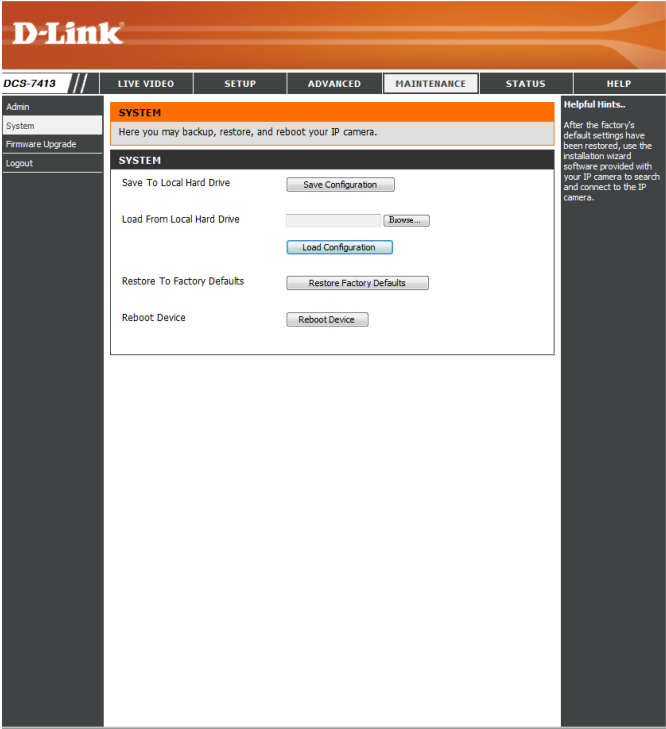 D-Link
DCS-7413
LIVE VIDEO
SETUP
ADVANCED
MAINTENANCE
STATUS
HELP
Admin
System
Firmware Upgrade
Logout
SYSTEM
Here you may backup, restore, and reboot your IP camera.
SYSTEM
Save To Local Hard Drive
Save Configuration
Load From Local Hard Drive
Browse...
Load Configuration
Restore To Factory Defaults
Restore Factory Defaults
Reboot Device
Reboot Device
Helpful Hints..
After the factory's
default settings have
been restored, use the
installation wizard
software provided with
your IP camera to search
and connect to the IP
camera.